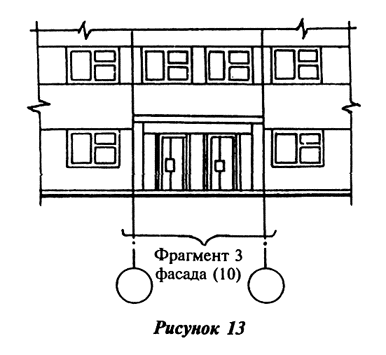 Фрагмент 3
фасада (10)
Рисунок 13